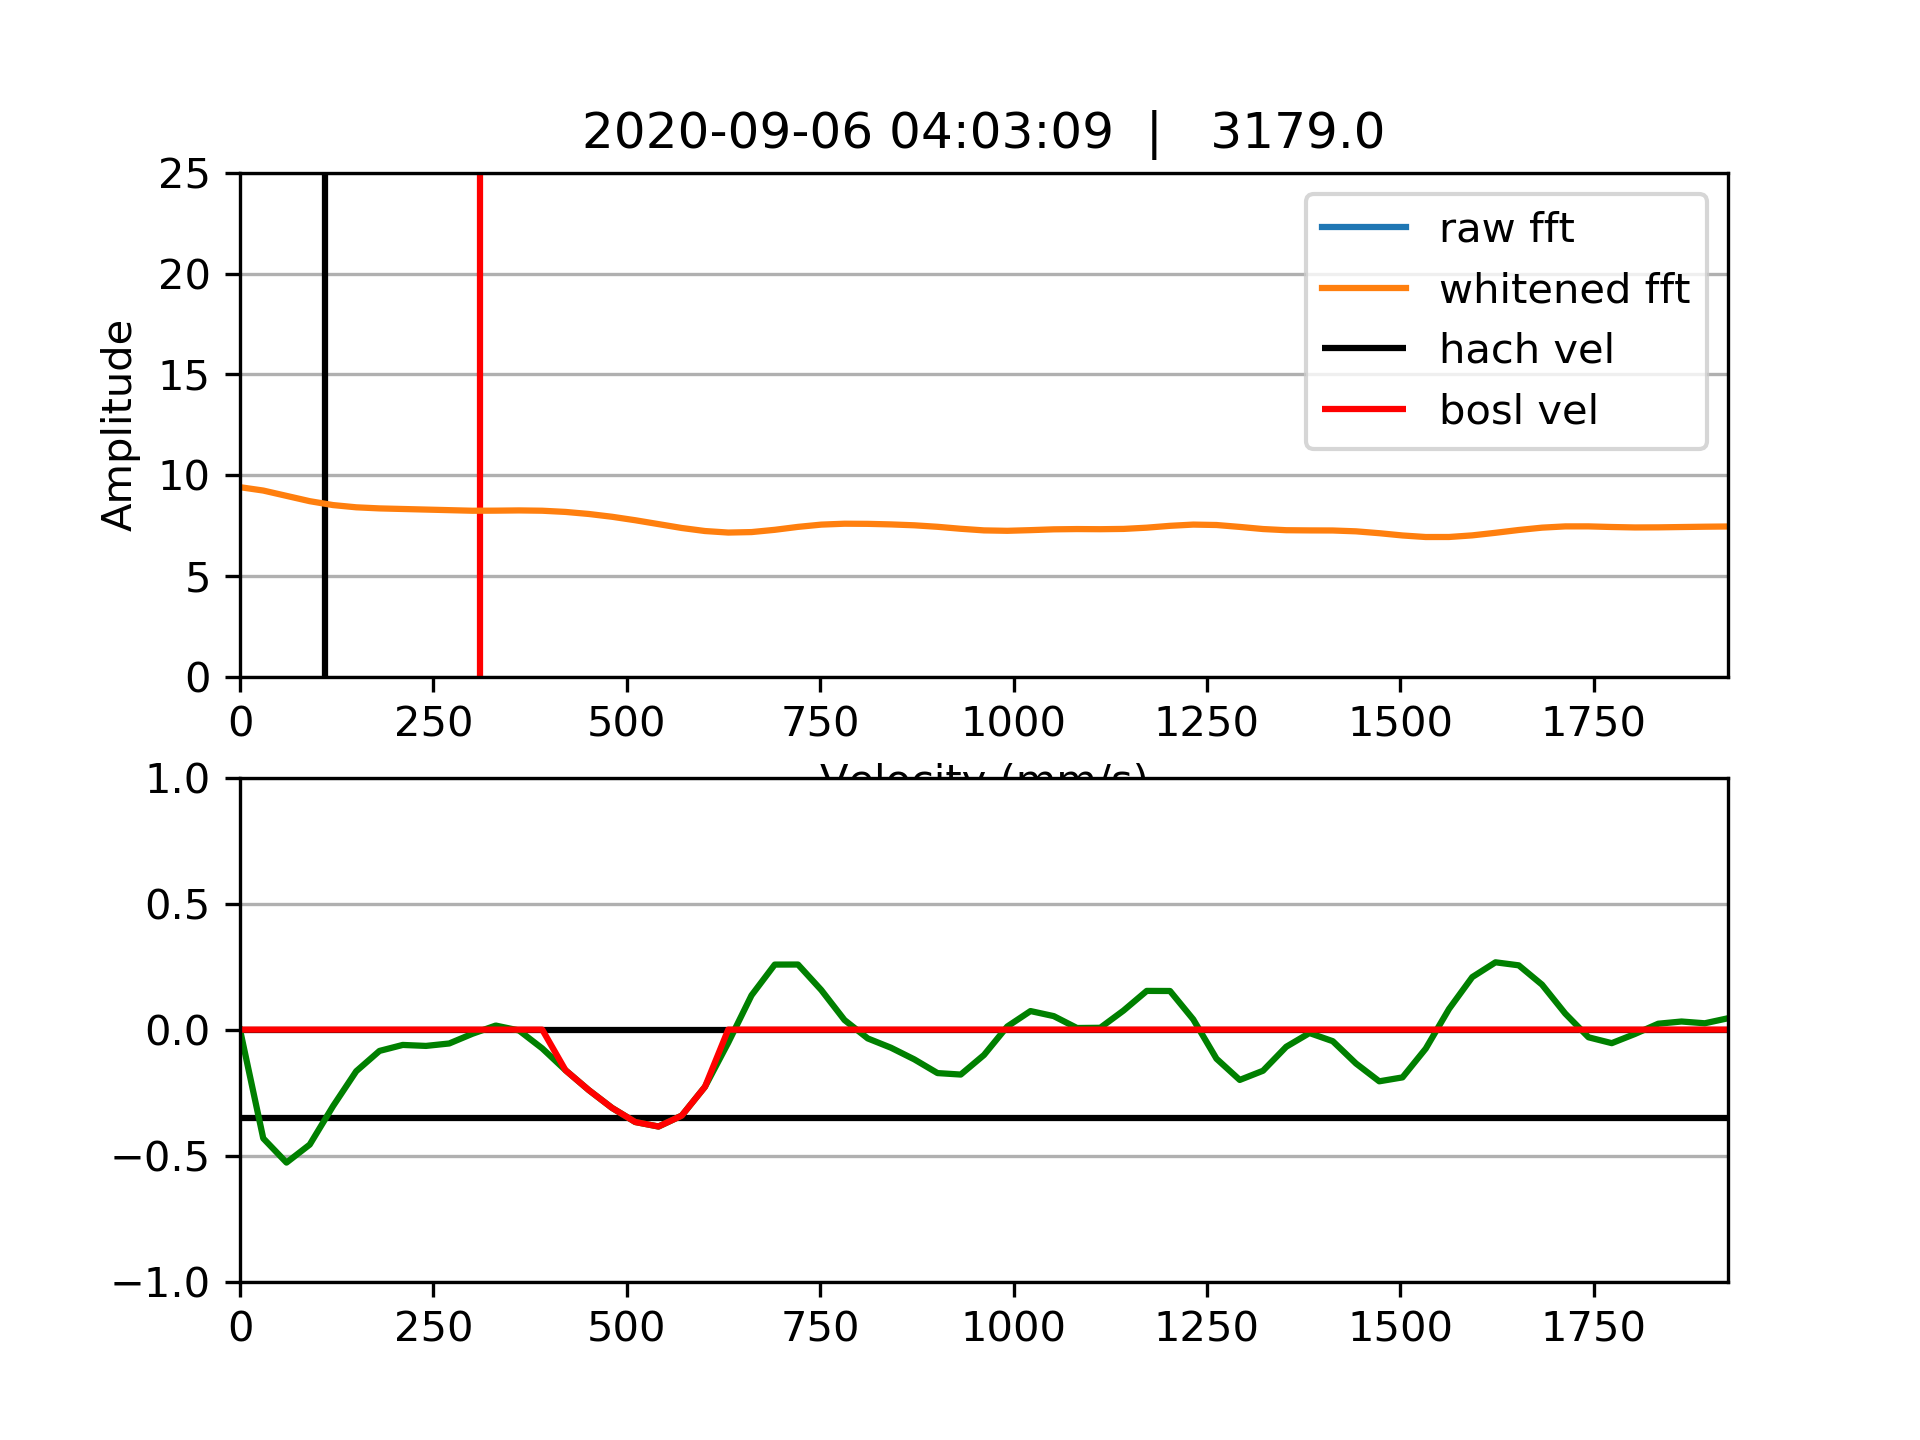 2020-09-06 04:03:09 | 3179.0
25
20
15
10
5
0
Amplitude
raw fft
whitened fft
hach vel
bosl vel
0 250 500 750 1000 1250 1500 1750
Velocity (mm/s)
1.0
0.5
0.0
−0.5
−1.0
0 250 500 750 1000 1250 1500 1750